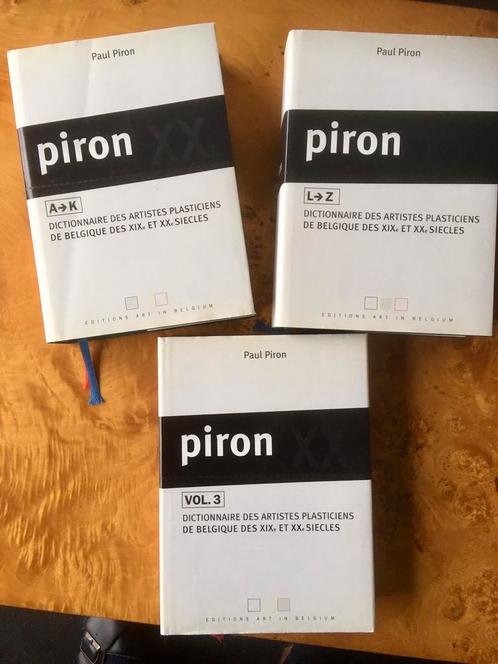 Paul Piron
piron XX
A→K
DICTIONNAIRE DES ARTISTES PLASTICIENS
DE BELGIQUE DES XIXe ET XXe SIECLES
EDITIONS ART IN BELGIUM
Paul Piron
piron
L→Z
DICTIONNAIRE DES ARTISTES PLASTICIENS
DE BELGIQUE DES XIXe ET XXe SIECLES
EDITIONS ART IN BELGIUM
Paul Piron
piron XX
VOL. 3
DICTIONNAIRE DES ARTISTES PLASTICIENS
DE BELGIQUE DES XIXe ET XXe SIECLES
EDITIONS ART IN BELGIUM